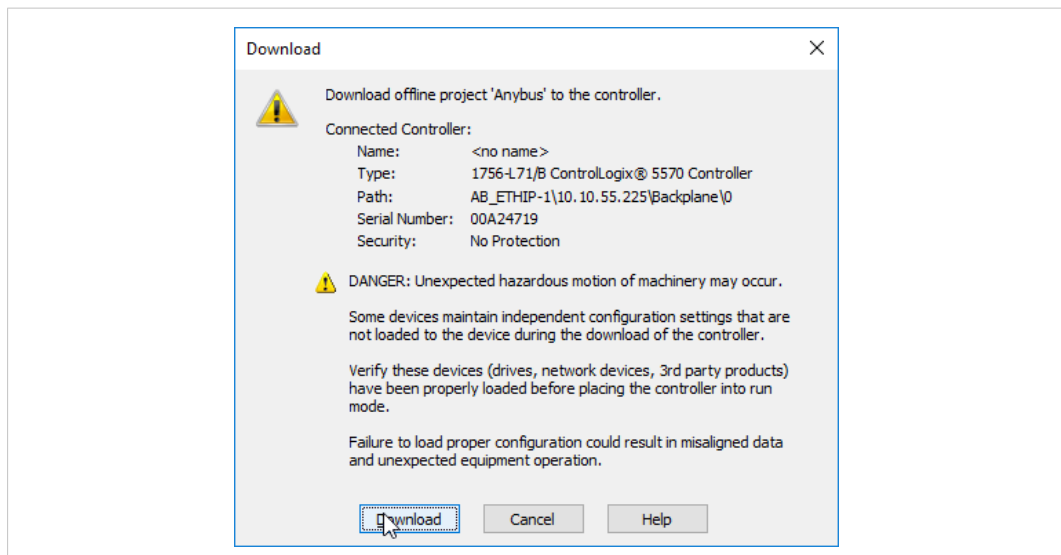 Download
Download offline project 'Anybus' to the controller.
Connected Controller:
Name: <no name>
Type: 1756-L71/B ControlLogix® 5570 Controller
Path: AB_ETHIP-1\10.10.55.225\Backplane\0
Serial Number: 00A24719
Security: No Protection
DANGER: Unexpected hazardous motion of machinery may occur.
Some devices maintain independent configuration settings that are
not loaded to the device during the download of the controller.
Verify these devices (drives, network devices, 3rd party products)
have been properly loaded before placing the controller into run
mode.
Failure to load proper configuration could result in misaligned data
and unexpected equipment operation.
Download Cancel Help